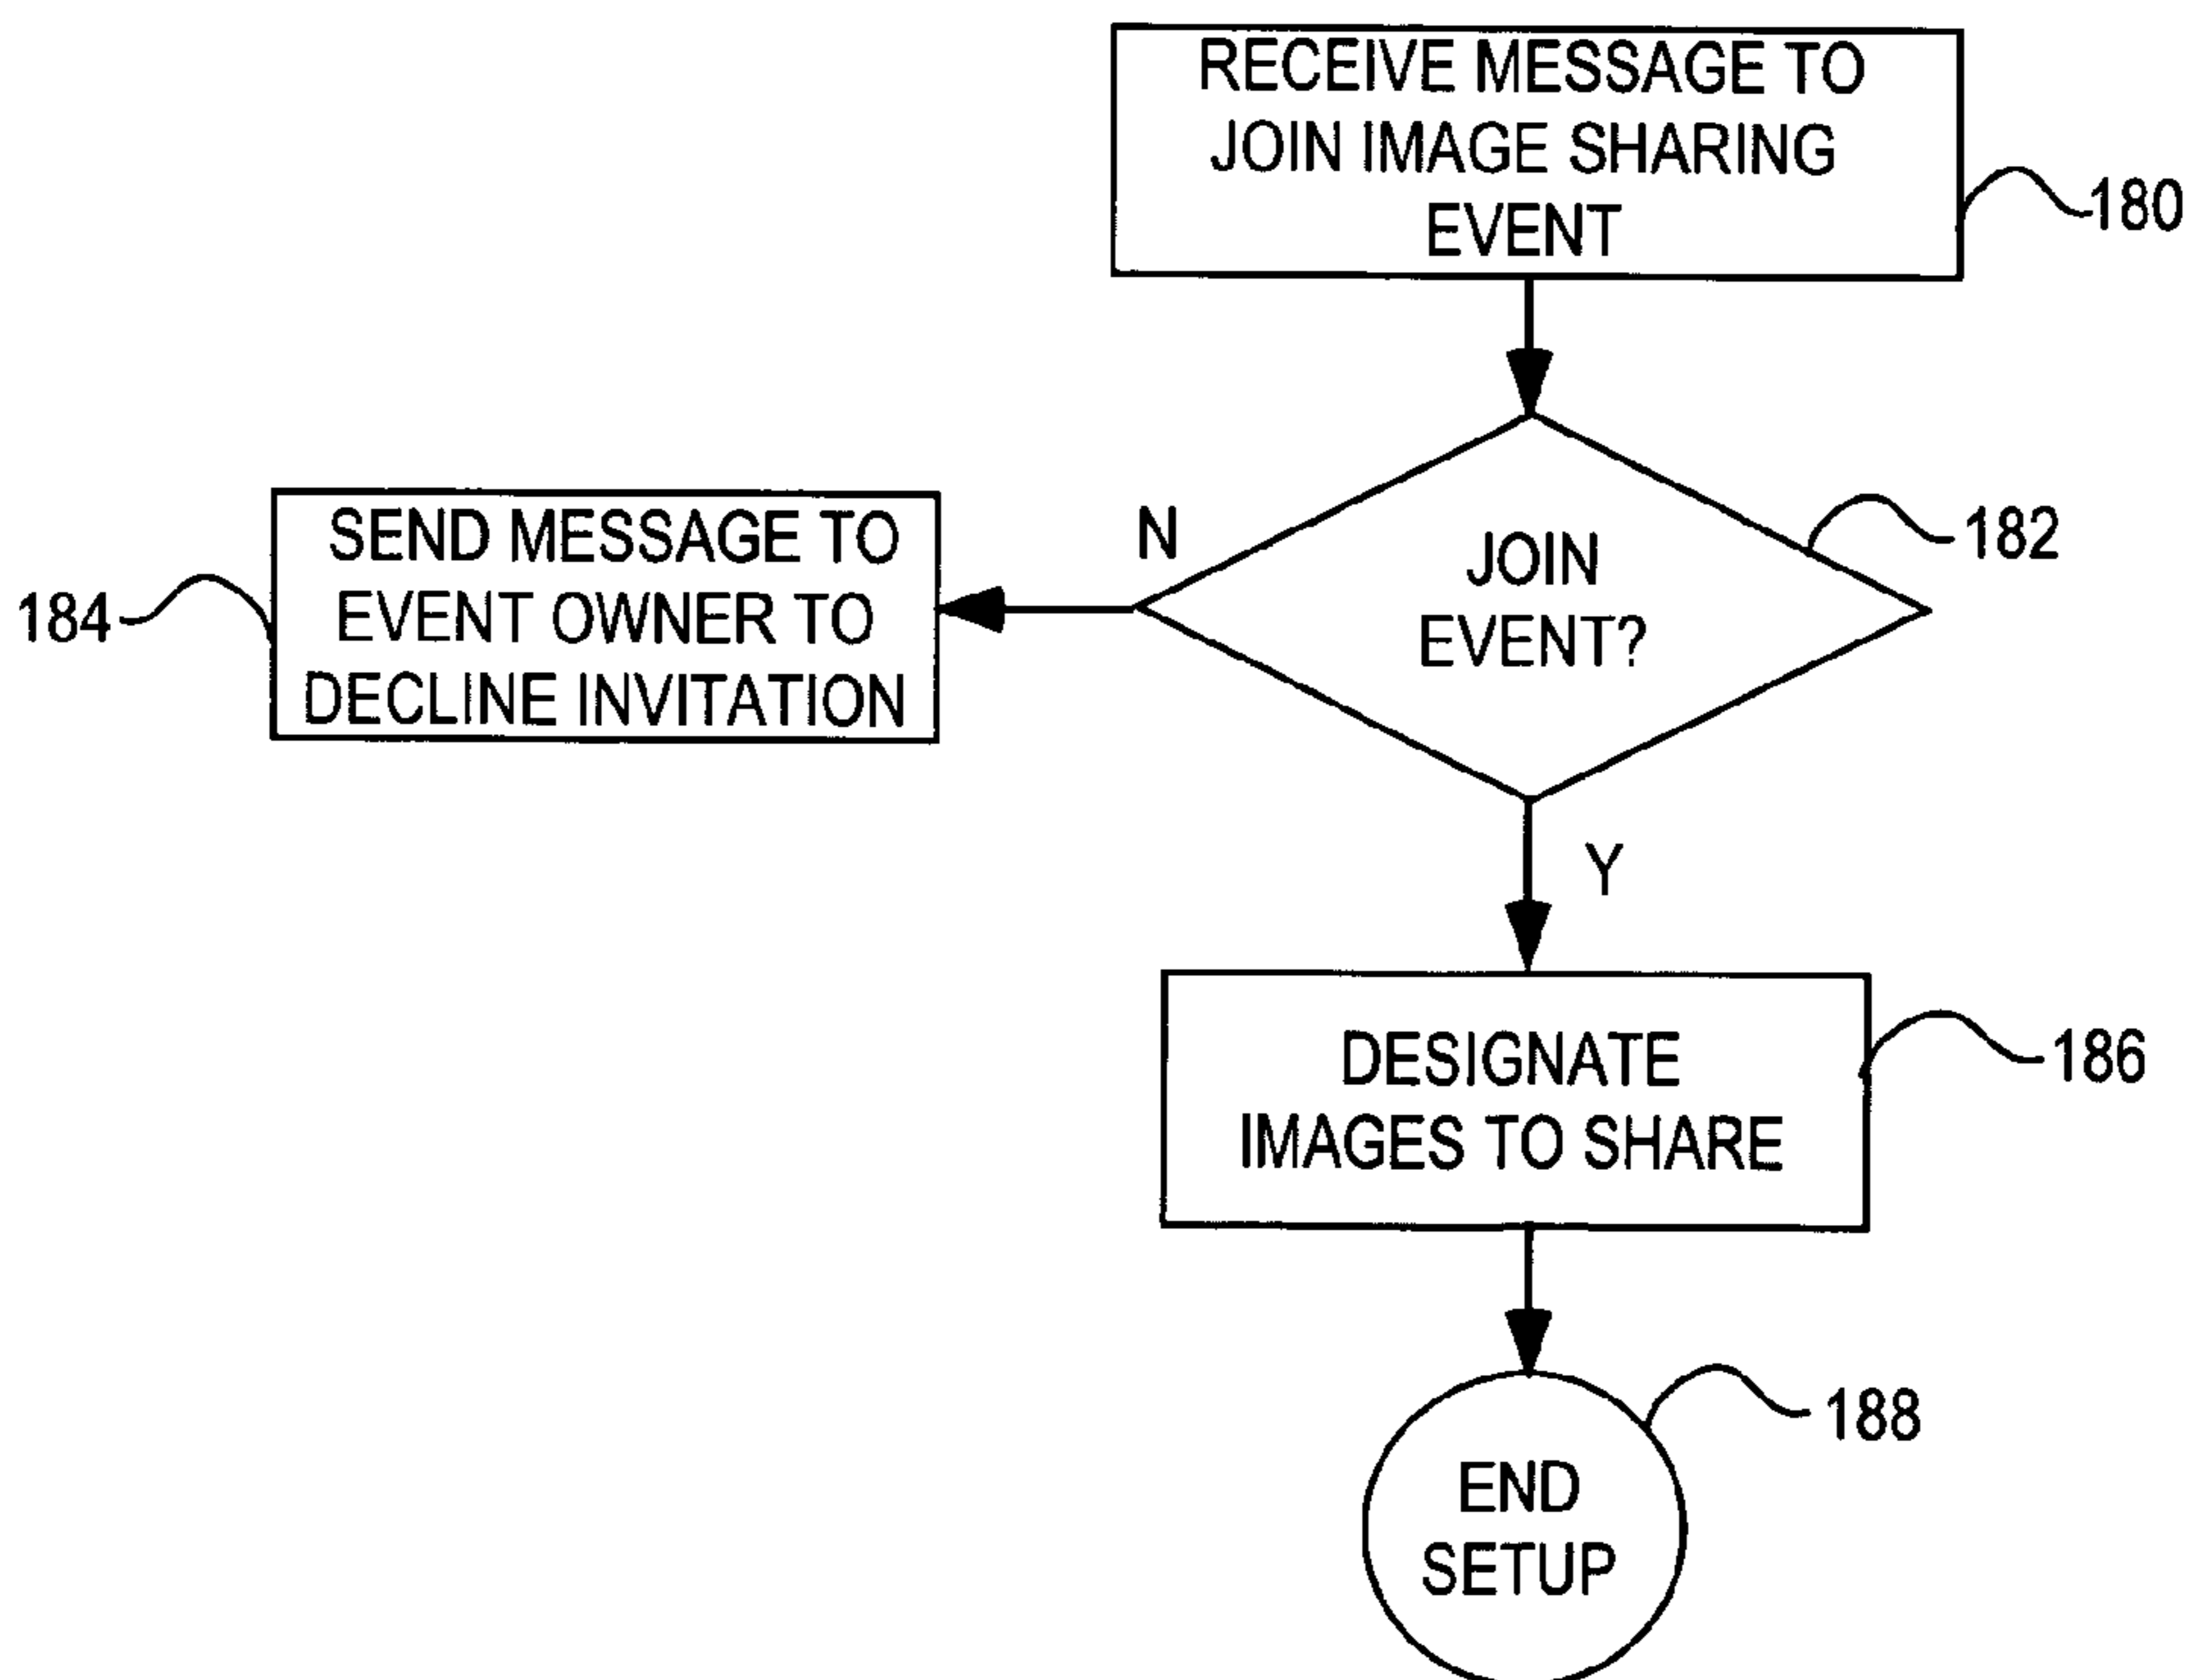 RECEIVE MESSAGE TO
JOIN IMAGE SHARING
EVENT
180
JOIN
EVENT?
182
N
SEND MESSAGE TO
EVENT OWNER TO
DECLINE INVITATION
184
Y
DESIGNATE
IMAGES TO SHARE
186
END
SETUP
188